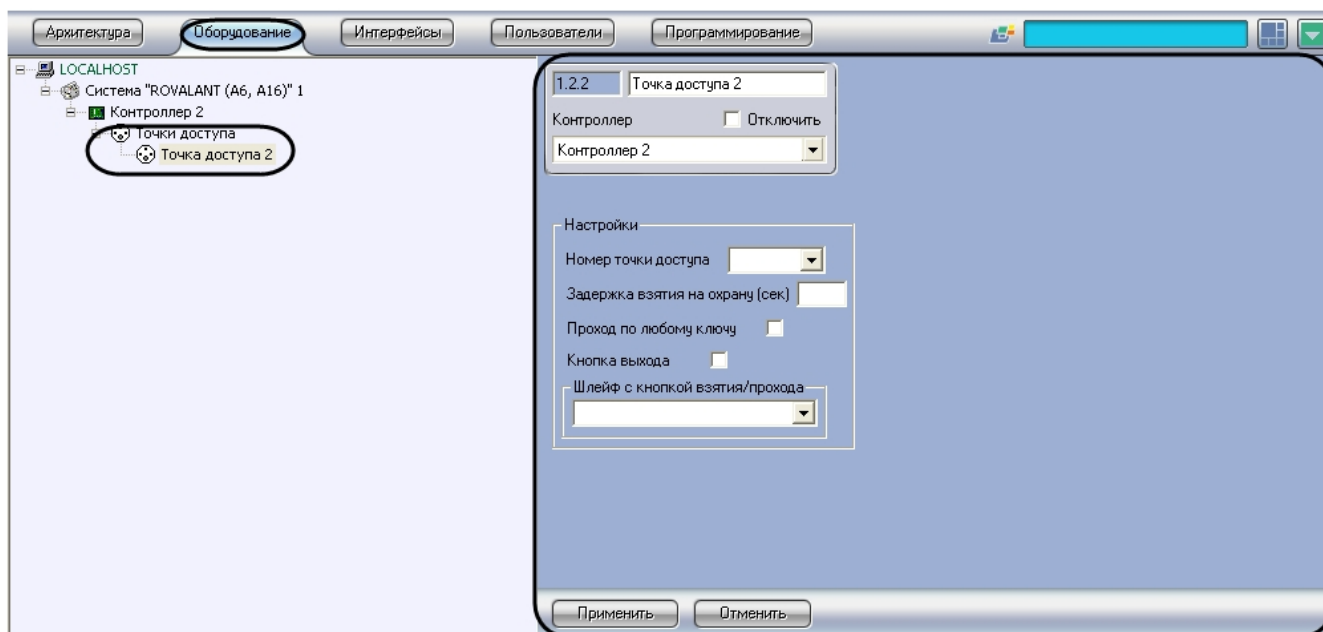 Архитектура Оборудование Интерфейсы Пользователи Программирование
LOCALHOST
Система "ROVALANT (A6, A16)" 1
Контроллер 2
Точки доступа
Точка доступа 2
1.2.2 Точка доступа 2
Контроллер Отключить
Контроллер 2
Настройки
Номер точки доступа
Задержка взятия на охрану (сек)
Проход по любому ключу
Кнопка выхода
Шлейф с кнопкой взятия/прохода
Применить Отменить